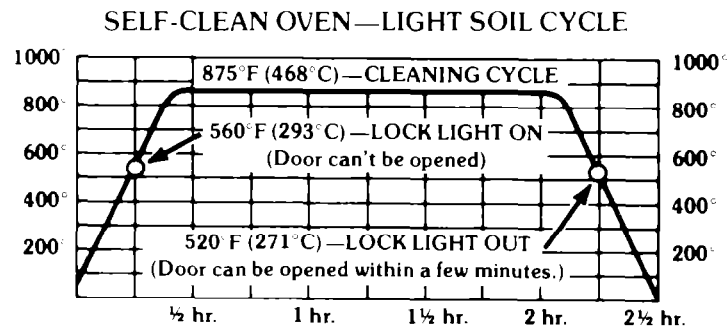 SELF-CLEAN OVEN—LIGHT SOIL CYCLE
1000° 1000°
875°F (468°C)—CLEANING CYCLE
800° 800°
560°F (293°C)—LOCK LIGHT ON
600° (Door can't be opened) 600°
400° 400°
520°F (271°C)—LOCK LIGHT OUT
200° 200°
(Door can be opened within a few minutes.)
½ hr. 1 hr. 1½ hr. 2 hr. 2½ hr.